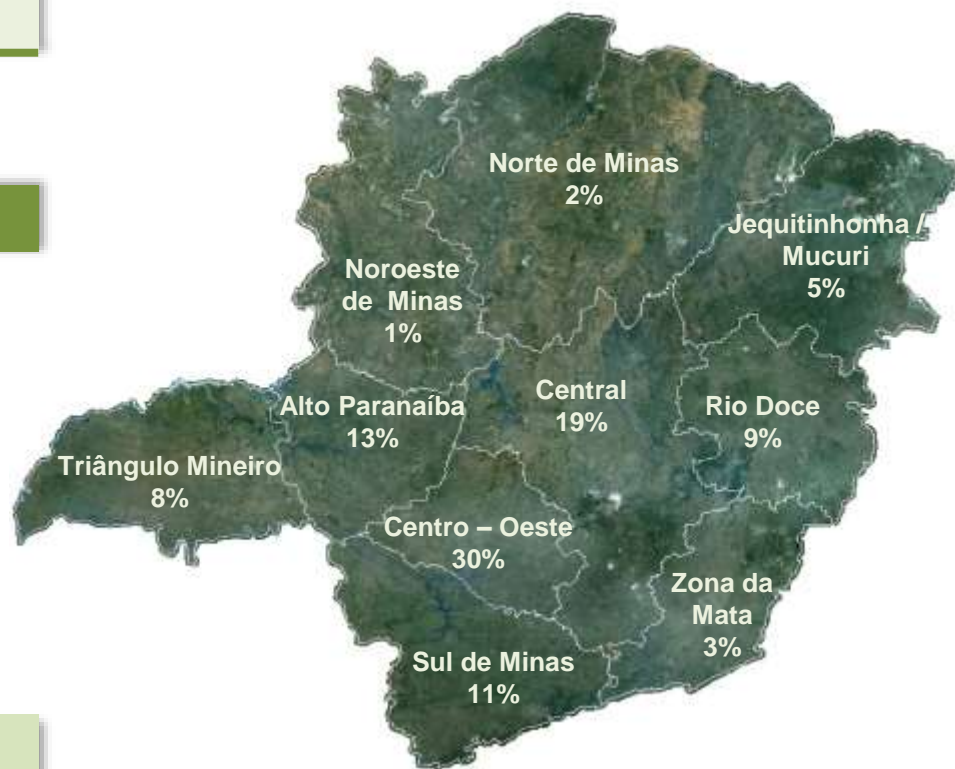 Norte de Minas
2%
Jequitinhonha /
Mucuri
5%
Noroeste
de Minas
1%
Central
19%
Alto Paranaíba
13%
Rio Doce
9%
Triângulo Mineiro
8%
Centro – Oeste
30%
Zona da
Mata
3%
Sul de Minas
11%